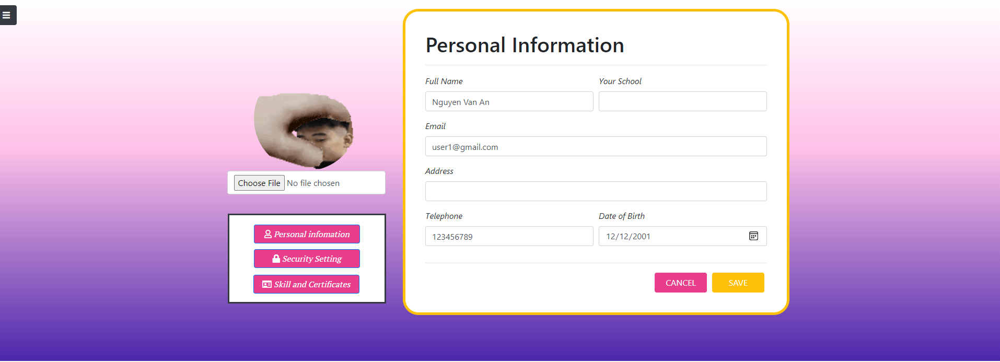 Personal Information
Full Name Your School
Nguyen Van An
Email
user1@gmail.com
Address
Telephone Date of Birth
123456789 12/12/2001
CANCEL SAVE
Choose File No file chosen
Personal infomation
Security Setting
Skill and Certificates